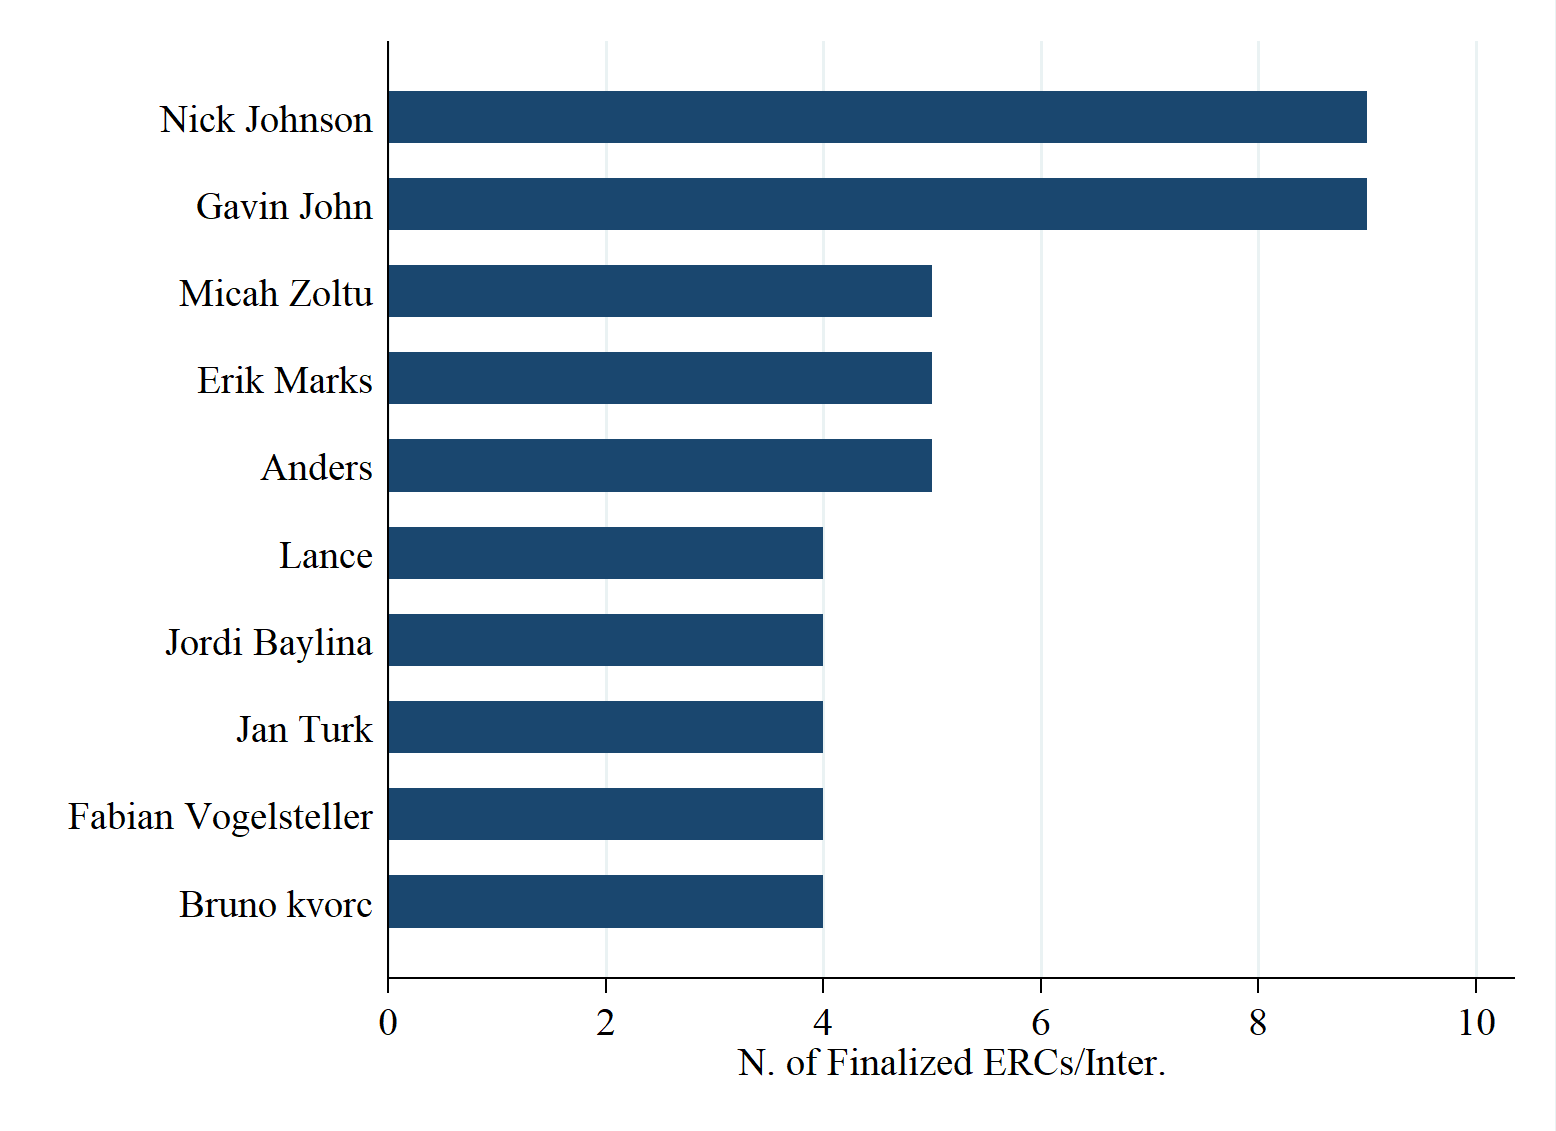 Nick Johnson
Gavin John
Micah Zoltu
Erik Marks
Anders
Lance
Jordi Baylina
Jan Turk
Fabian Vogelsteller
Bruno kvorc
0 2 4 6 8 10
N. of Finalized ERCs/Inter.